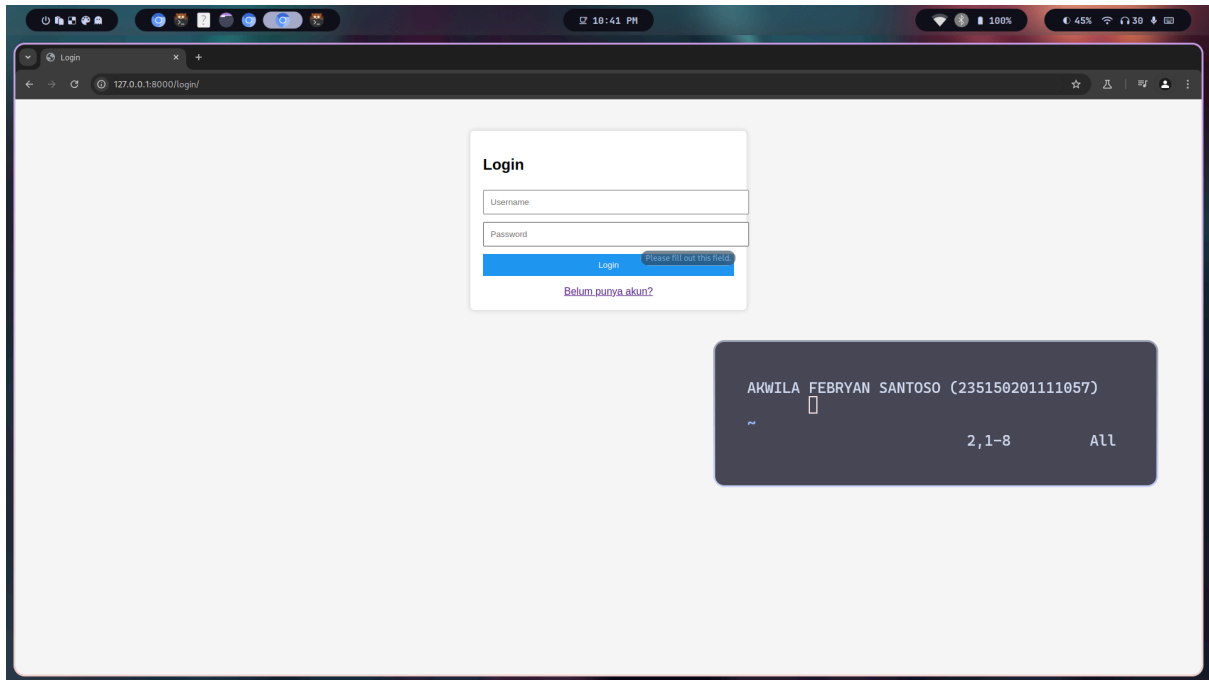 10:41 PM
100%
45%
30
Login
127.0.0.1:8000/login/
Login
Username
Password
Login
Please fill out this field.
Belum punya akun?
AKWILA FEBRYAN SANTOSO (235150201111057)
~
2,1-8 All